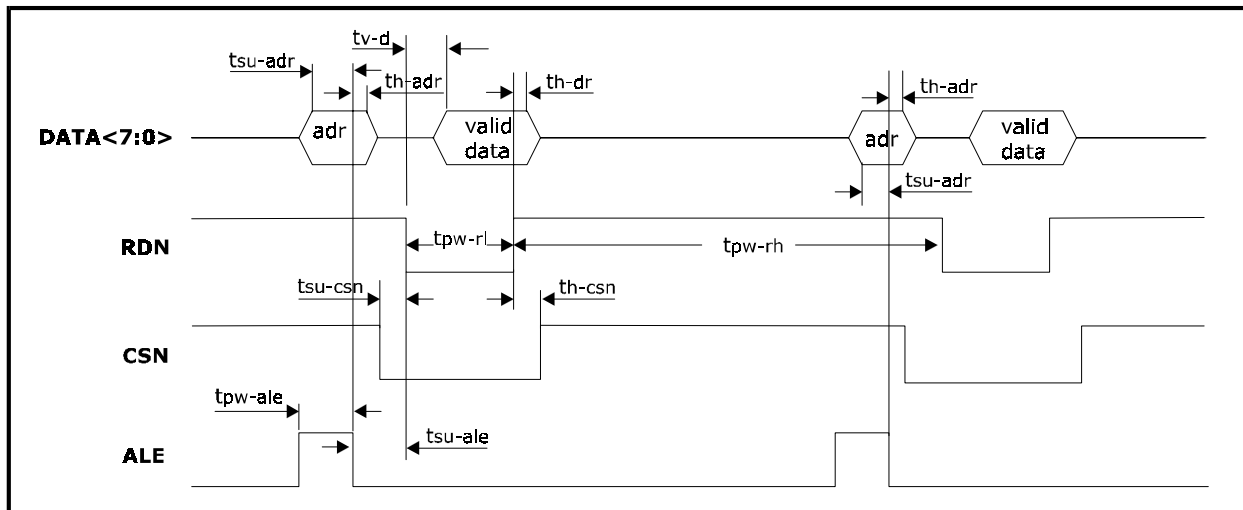 tv-d
tsu-adr
th-adr
th-dr
th-adr
DATA<7:0>
adr
valid
data
adr
valid
data
tsu-adr
RDN
tpw-rl
tpw-rh
tsu-csn
th-csn
CSN
tpw-ale
tsu-ale
ALE